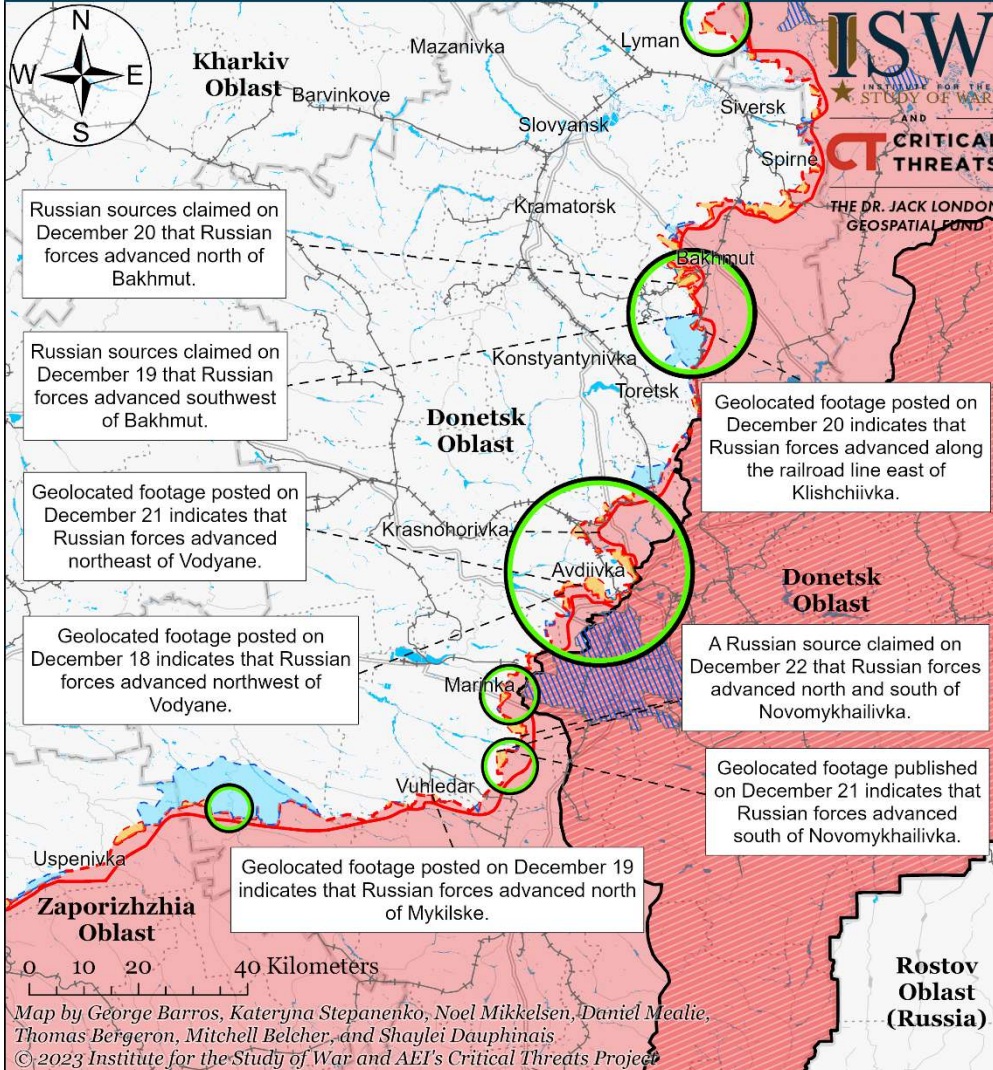 N
W
E
S
Kharkiv
Oblast
Mazanivka
Barvinkove
Lyman
Slovyansk
Siversk
Spirne
Kramatorsk
ISW
INSTITUTE FOR THE
STUDY OF WAR
AND
CT CRITICAL
THREATS
THE DR. JACK LONDON
GEOSPATIAL FUND
Russian sources claimed on
December 20 that Russian
forces advanced north of
Bakhmut.
Bakhmut
Russian sources claimed on
December 19 that Russian
forces advanced southwest
of Bakhmut.
Konstyantynivka
Toretsk
Donetsk
Oblast
Geolocated footage posted on
December 20 indicates that
Russian forces advanced along
the railroad line east of
Klishchiivka.
Geolocated footage posted on
December 21 indicates that
Russian forces advanced
northeast of Vodyane.
Krasnohorivka
Avdiivka
Donetsk
Oblast
Geolocated footage posted on
December 18 indicates that Russian
forces advanced northwest of
Vodyane.
Marinka
A Russian source claimed on
December 22 that Russian forces
advanced north and south of
Novomykhailivka.
Vuhledar
Geolocated footage published
on December 21 indicates that
Russian forces advanced
south of Novomykhailivka.
Uspenivka
Geolocated footage posted on December 19
indicates that Russian forces advanced north
of Mykilske.
Zaporizhzhia
Oblast
0 10 20 40 Kilometers
Rostov
Oblast
(Russia)
Map by George Barros, Kateryna Stepanenko, Noel Mikkelsen, Daniel Mealie,
Thomas Bergeron, Mitchell Belcher, and Shaylei Dauphinais
© 2023 Institute for the Study of War and AEI's Critical Threats Project